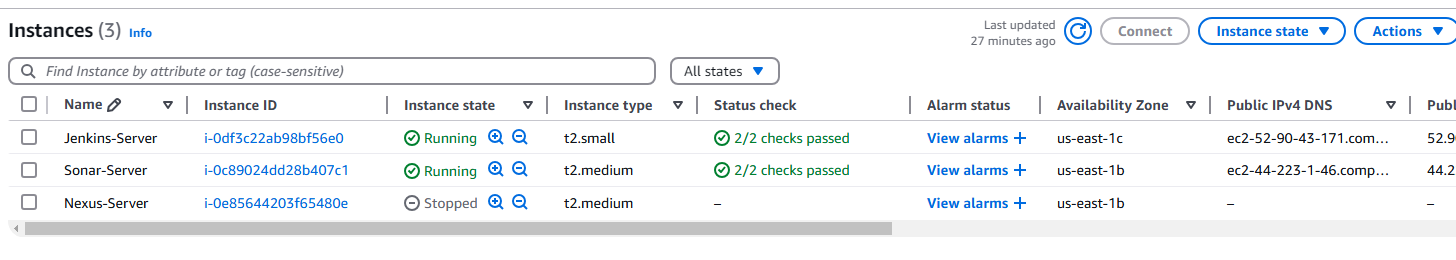 Instances (3) Info
Last updated
27 minutes ago
Connect
Instance state
Actions
Find Instance by attribute or tag (case-sensitive)
All states
Name Instance ID Instance state Instance type Status check Alarm status Availability Zone Public IPv4 DNS Publ
Jenkins-Server i-0df3c22ab98bf56e0 Running t2.small 2/2 checks passed View alarms + us-east-1c ec2-52-90-43-171.com... 52.9
Sonar-Server i-0c89024dd28b407c1 Running t2.medium 2/2 checks passed View alarms + us-east-1b ec2-44-223-1-46.comp... 44.2
Nexus-Server i-0e85644203f65480e Stopped t2.medium – View alarms + us-east-1b – –